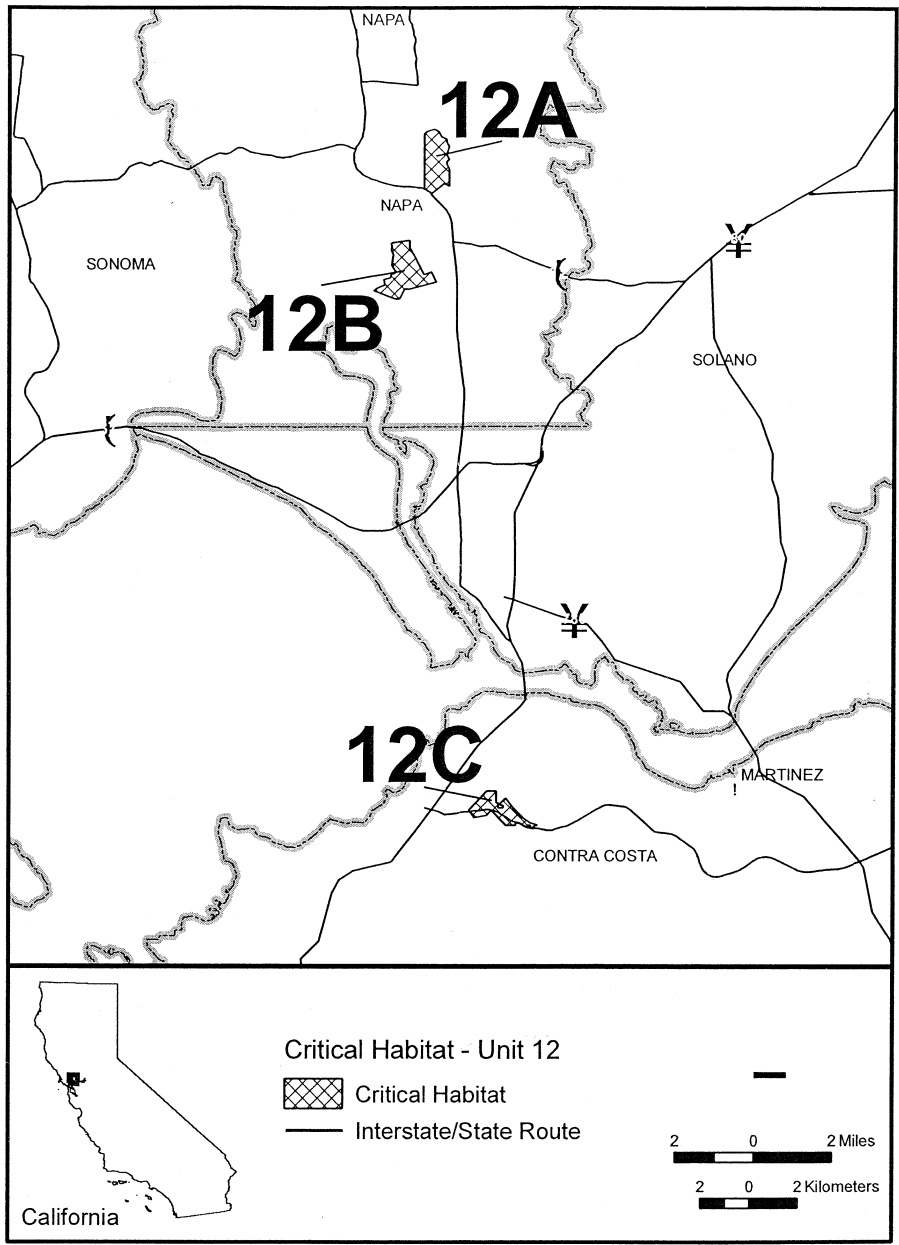 NAPA
12A
NAPA
SONOMA
12B
SOLANO
12C
MARTINEZ
!
CONTRA COSTA
Critical Habitat - Unit 12
Critical Habitat
Interstate/State Route
2 0 2 Miles
2 0 2 Kilometers
California